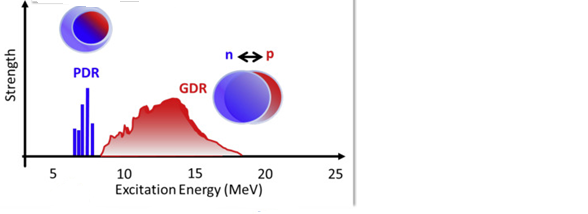 n p
PDR
GDR
Strength
5 10 15 20 25
Excitation Energy (MeV)